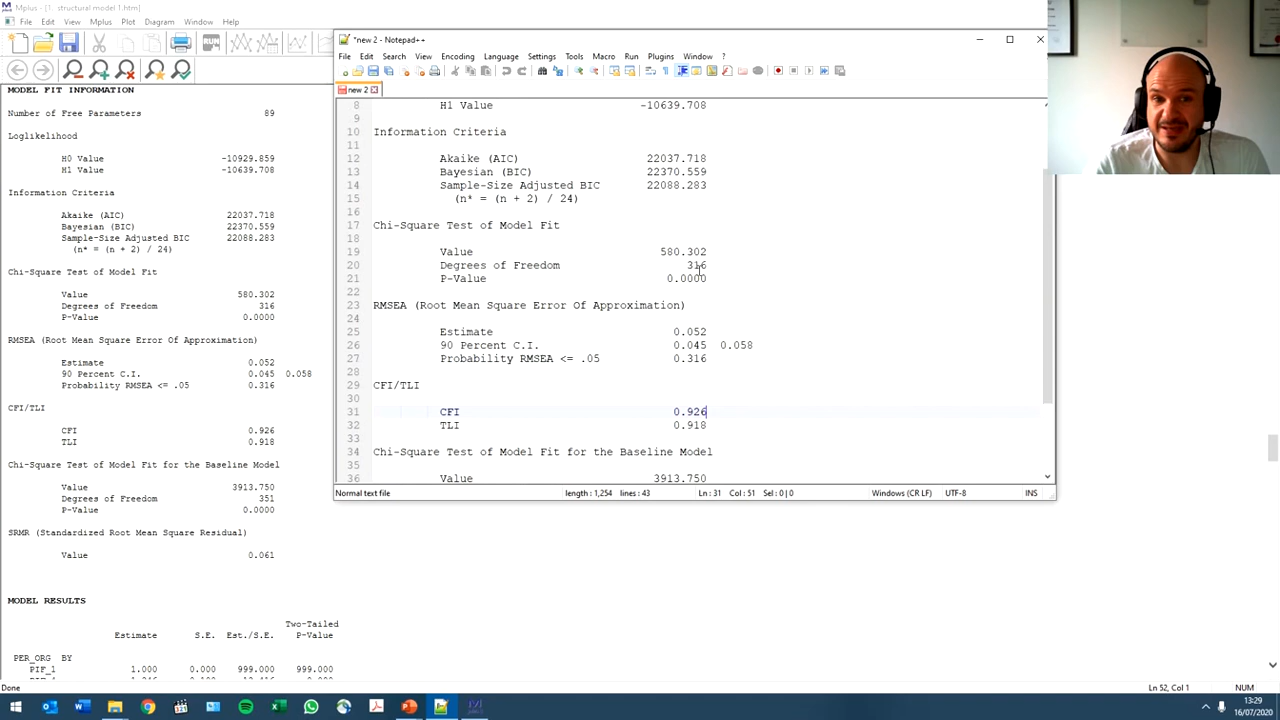 Mplus - [1. structural model 1.htm]
File Edit View Mplus Plot Diagram Window Help
RUN
MODEL FIT INFORMATION
Number of Free Parameters 89
Loglikelihood
H0 Value -10929.859
H1 Value -10639.708
Information Criteria
Akaike (AIC) 22037.718
Bayesian (BIC) 22370.559
Sample-Size Adjusted BIC 22088.283
(n* = (n + 2) / 24)
Chi-Square Test of Model Fit
Value 580.302
Degrees of Freedom 316
P-Value 0.0000
RMSEA (Root Mean Square Error Of Approximation)
Estimate 0.052
90 Percent C.I. 0.045 0.058
Probability RMSEA <= .05 0.316
CFI/TLI
CFI 0.926
TLI 0.918
Chi-Square Test of Model Fit for the Baseline Model
Value 3913.750
Degrees of Freedom 351
P-Value 0.0000
SRMR (Standardized Root Mean Square Residual)
Value 0.061
MODEL RESULTS
Two-Tailed
Estimate S.E. Est./S.E. P-Value
PER_ORG BY
PIF_1 1.000 0.000 999.000 999.000
Done
*new 2 - Notepad++
File Edit Search View Encoding Language Settings Tools Macro Run Plugins Window ?
new 2
8 H1 Value -10639.708
9
10 Information Criteria
11
12 Akaike (AIC) 22037.718
13 Bayesian (BIC) 22370.559
14 Sample-Size Adjusted BIC 22088.283
15 (n* = (n + 2) / 24)
16
17 Chi-Square Test of Model Fit
18
19 Value 580.302
20 Degrees of Freedom 316
21 P-Value 0.0000
22
23 RMSEA (Root Mean Square Error Of Approximation)
24
25 Estimate 0.052
26 90 Percent C.I. 0.045 0.058
27 Probability RMSEA <= .05 0.316
28
29 CFI/TLI
30
31 CFI 0.926
32 TLI 0.918
33
34 Chi-Square Test of Model Fit for the Baseline Model
35
36 Value 3913.750
Normal text file length : 1,254 lines : 43 Ln : 31 Col : 51 Sel : 0 | 0 Windows (CR LF) UTF-8 INS
Ln 52, Col 1 NUM
13:29
16/07/2020